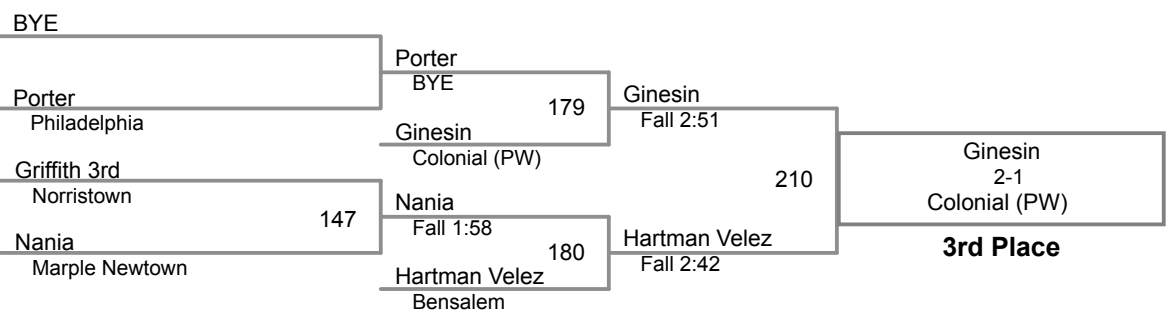 BYE
Porter
Philadelphia
Griffith 3rd
Norristown
147
Nania
Marple Newtown
Porter
BYE
179
Ginesin
Colonial (PW)
Nania
Fall 1:58
180
Hartman Velez
Bensalem
Ginesin
Fall 2:51
210
Hartman Velez
Fall 2:42
Ginesin
2-1
Colonial (PW)
3rd Place